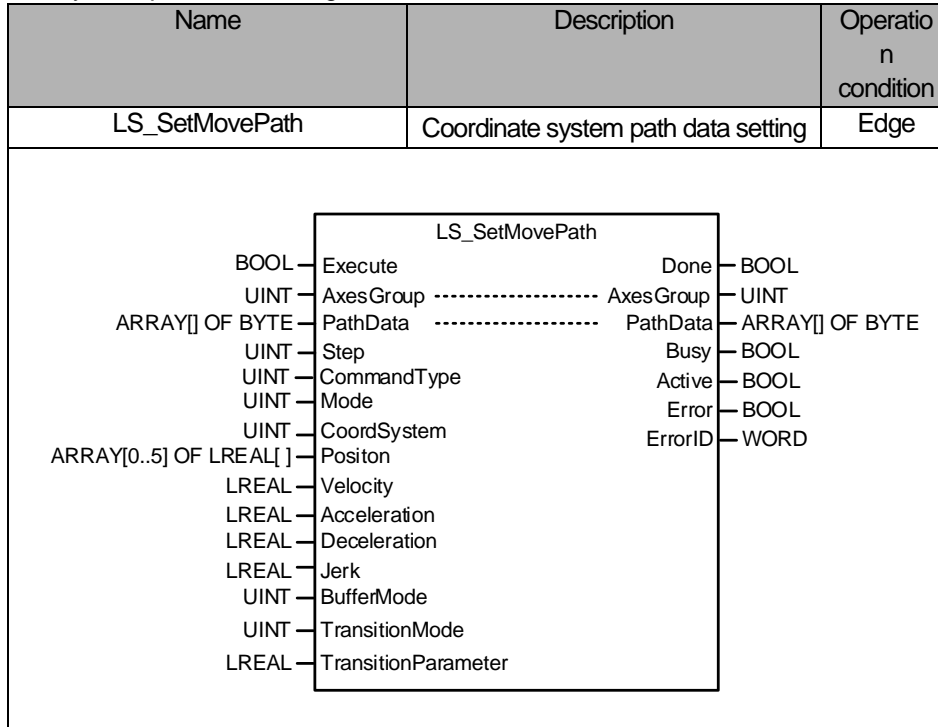 Name Description Operatio
n
condition
LS_SetMovePath Coordinate system path data setting Edge
LS_SetMovePath
BOOL Execute Done BOOL
UINT AxesGroup AxesGroup UINT
ARRAY[] OF BYTE PathData PathData ARRAY[] OF BYTE
UINT Step Busy BOOL
UINT CommandType Active BOOL
UINT Mode Error BOOL
UINT CoordSystem ErrorID WORD
ARRAY[0..5] OF LREAL[ ] Positon
LREAL Velocity
LREAL Acceleration
LREAL Deceleration
LREAL Jerk
UINT BufferMode
UINT TransitionMode
LREAL TransitionParameter